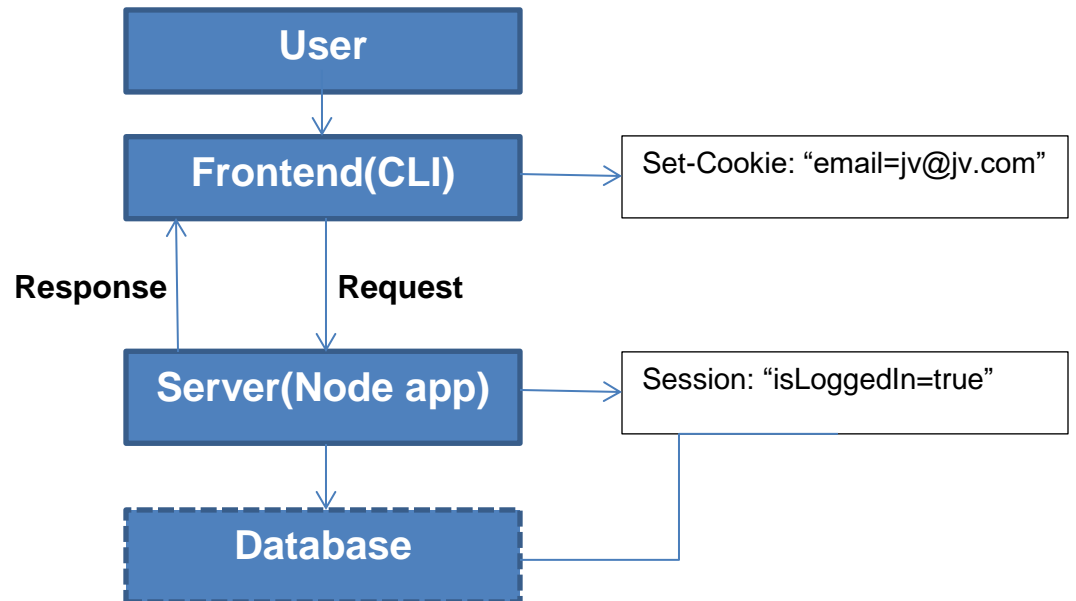 User
Frontend(CLI)
Set-Cookie: “email=jv@jv.com”
Response
Request
Server(Node app)
Session: “isLoggedIn=true”
Database